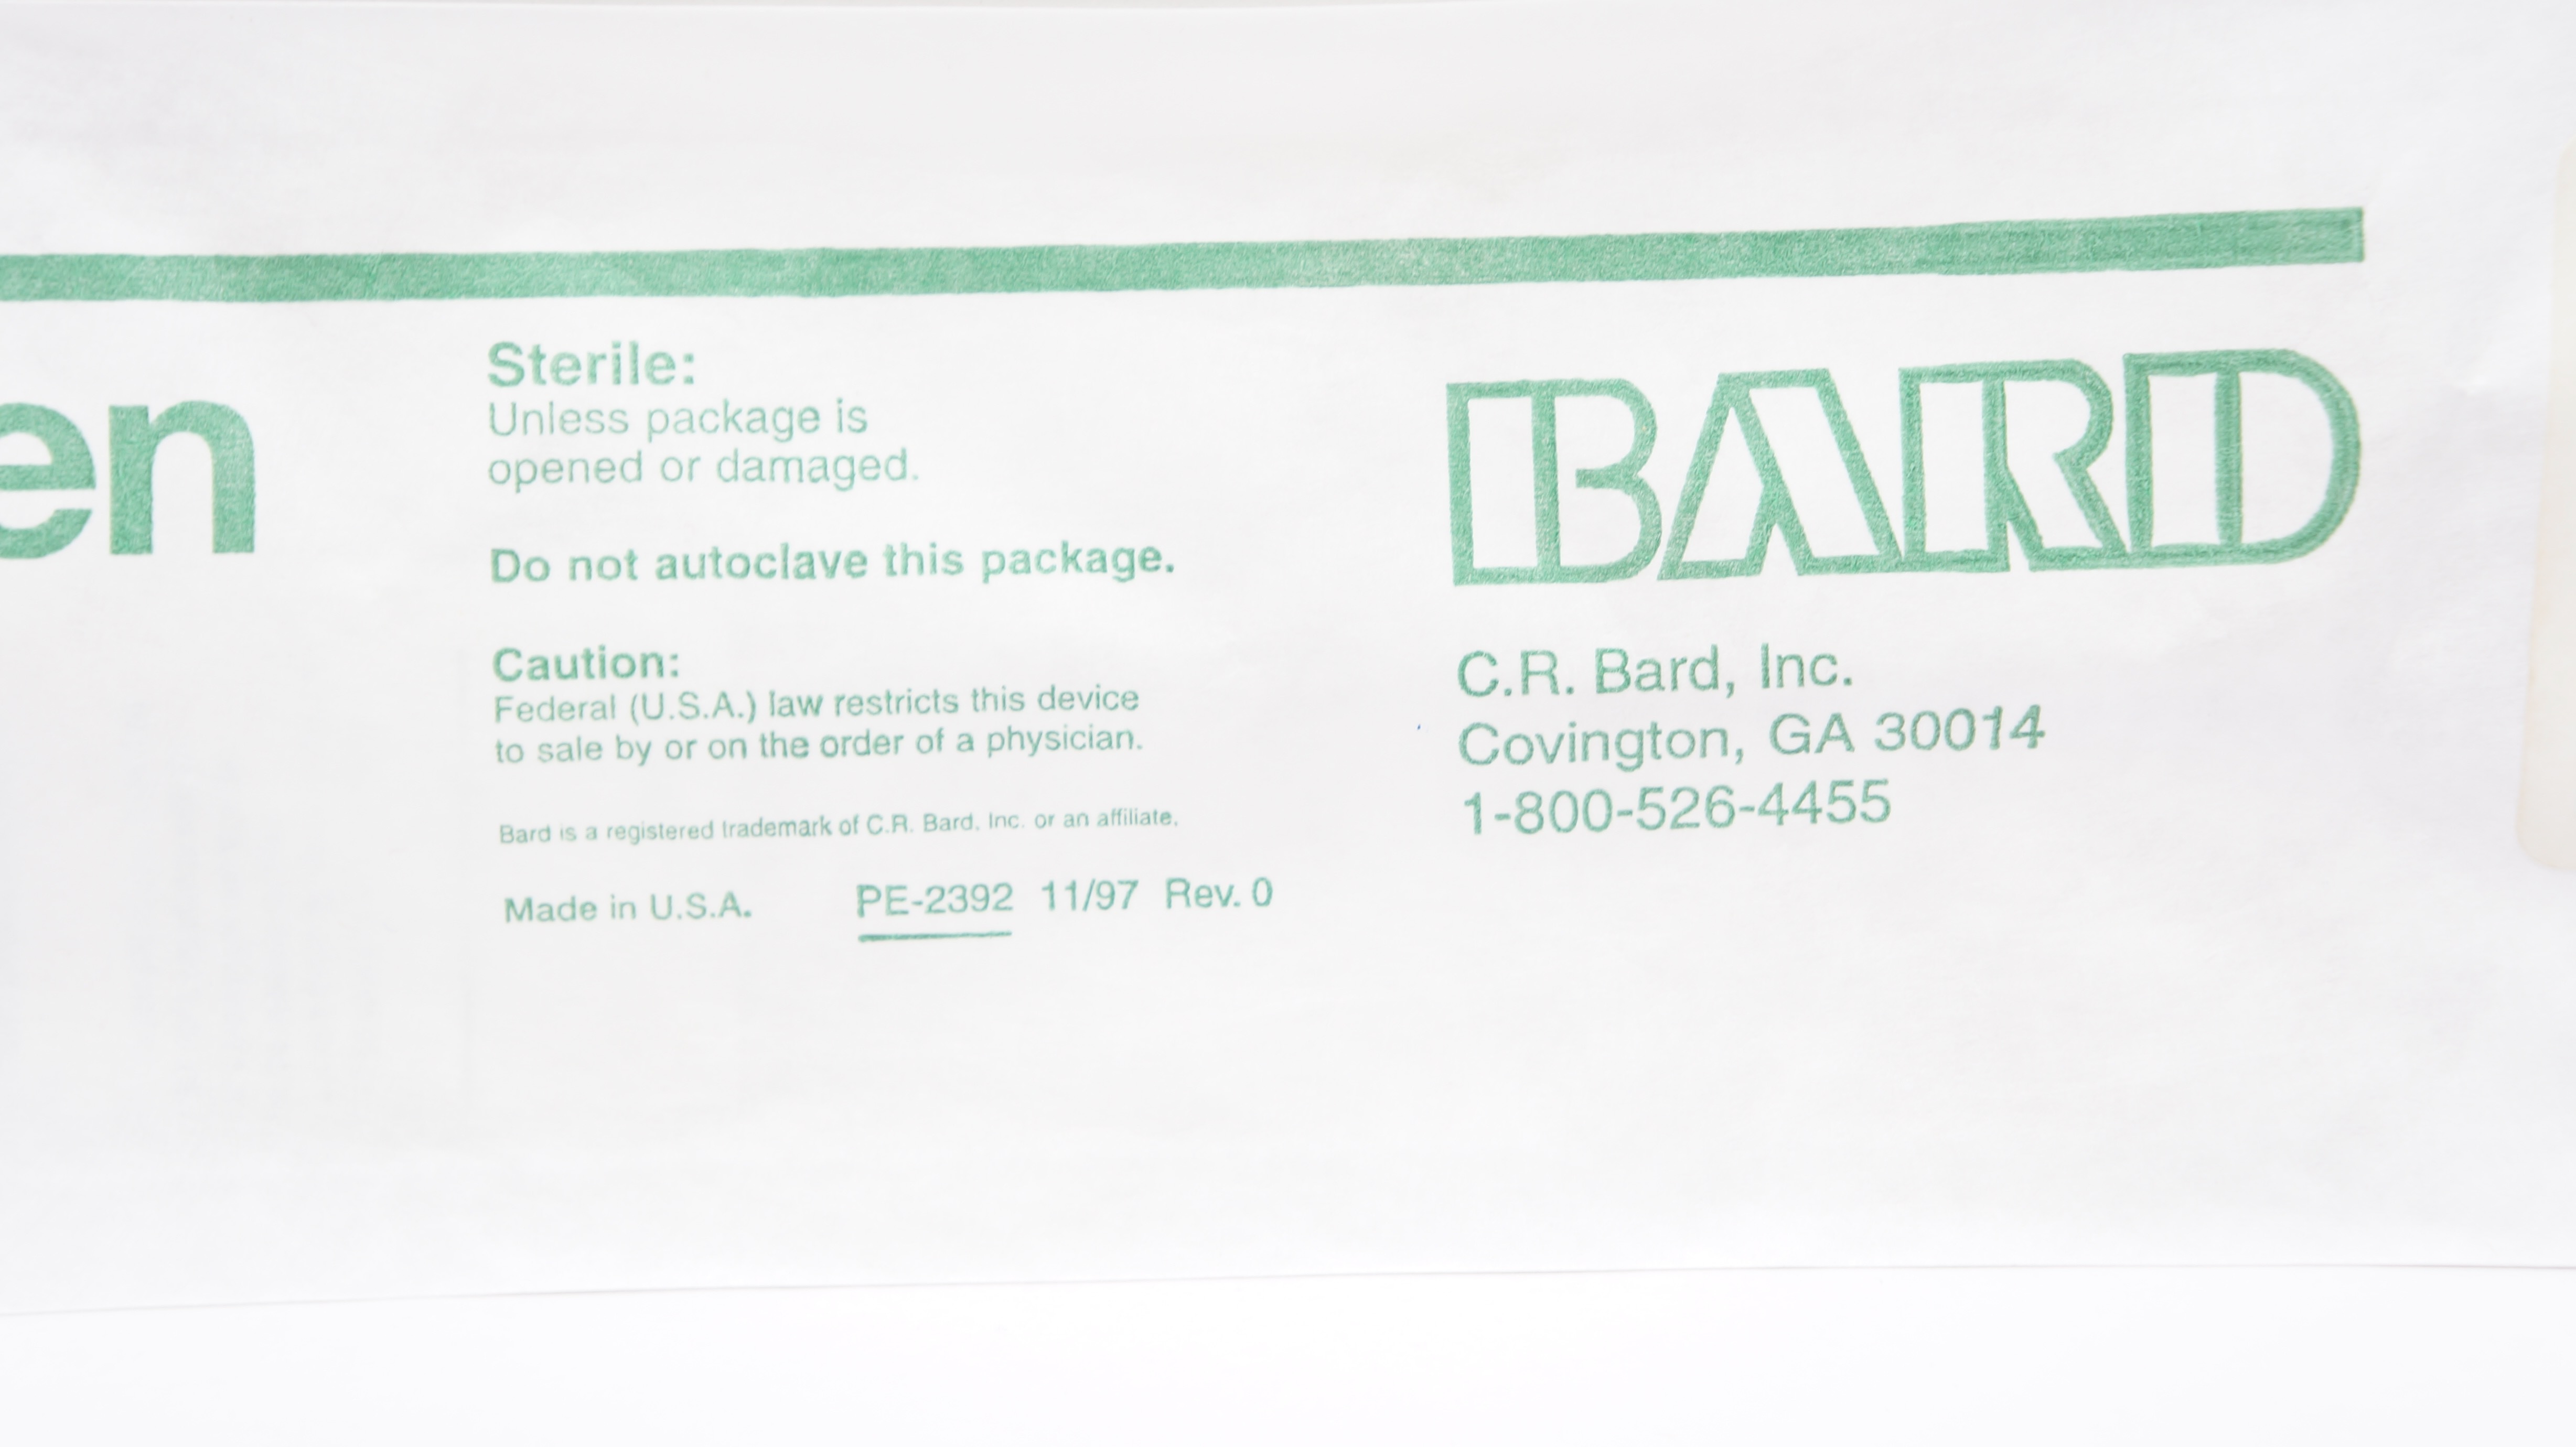 en
Sterile:
Unless package is
opened or damaged.
Do not autoclave this package.
Caution:
Federal (U.S.A.) law restricts this device
to sale by or on the order of a physician.
Bard is a registered trademark of C.R. Bard, Inc. or an affiliate.
Made in U.S.A. PE-2392 11/97 Rev. 0
BARD
C.R. Bard, Inc.
Covington, GA 30014
1-800-526-4455